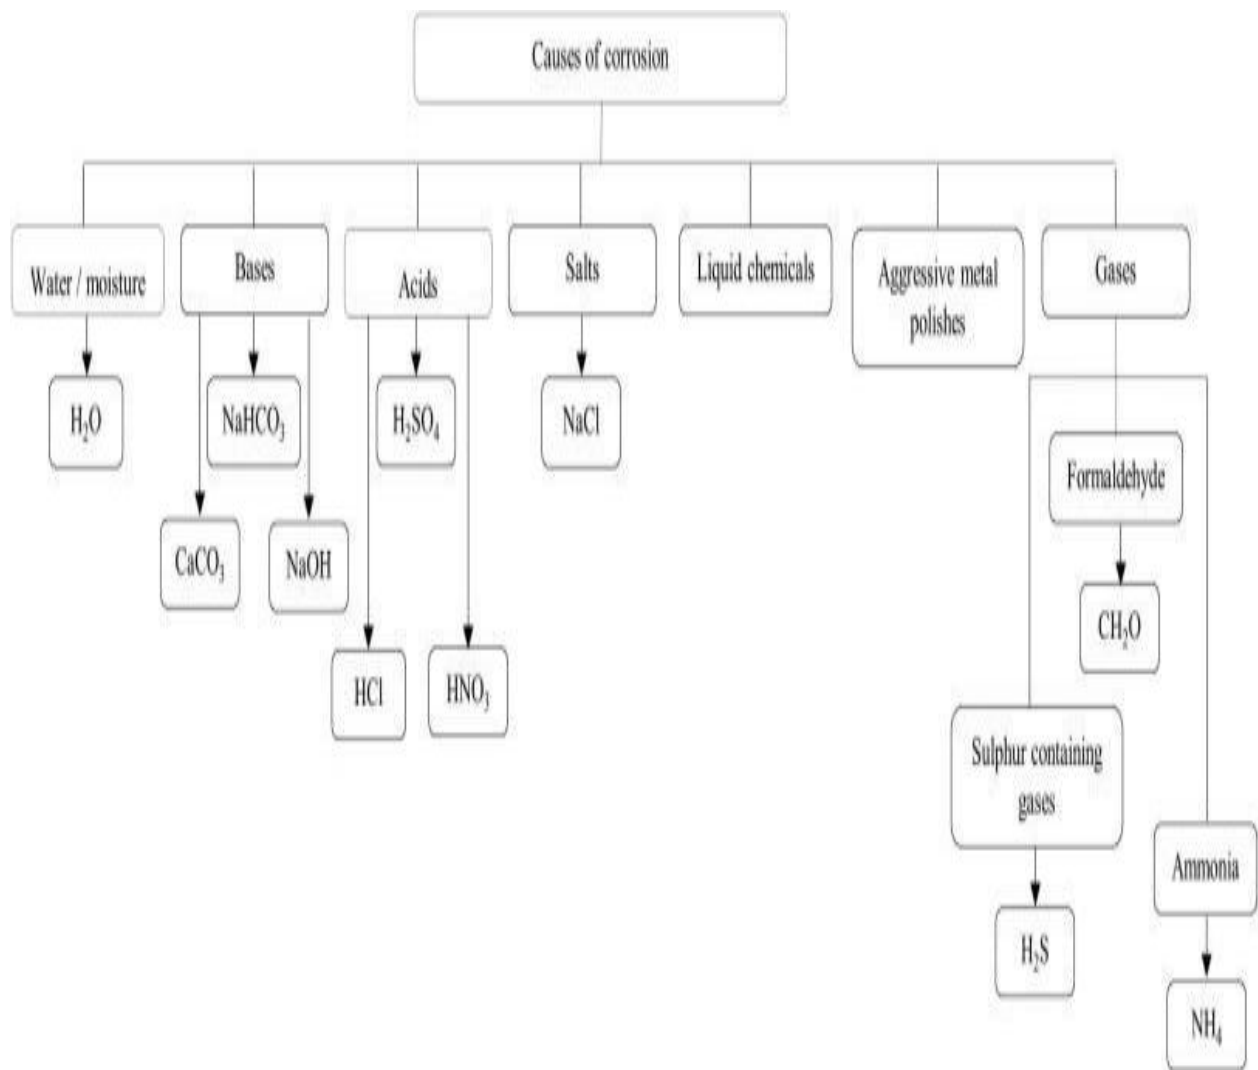 Causes of corrosion
Water / moisture
Bases
Acids
Salts
Liquid chemicals
Aggressive metal
polishes
Gases
H₂O
NaHCO₃
H₂SO₄
NaCl
Formaldehyde
CaCO₃
NaOH
CH₂O
HCl
HNO₃
Sulphur containing
gases
Ammonia
H₂S
NH₄